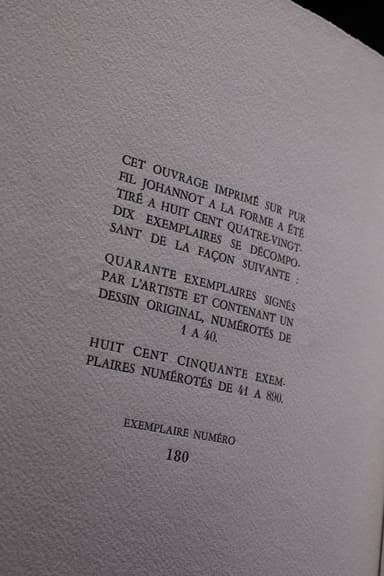 CET OUVRAGE IMPRIMÉ SUR PUR
FIL JOHANNOT A LA FORME A ÉTÉ
TIRÉ A HUIT CENT QUATRE-VINGT-
DIX EXEMPLAIRES SE DÉCOMPO-
SANT DE LA FAÇON SUIVANTE :
QUARANTE EXEMPLAIRES SIGNÉS
PAR L'ARTISTE ET CONTENANT UN
DESSIN ORIGINAL, NUMÉROTÉS DE
1 A 40.
HUIT CENT CINQUANTE EXEM-
PLAIRES NUMÉROTÉS DE 41 A 890.
EXEMPLAIRE NUMÉRO
180